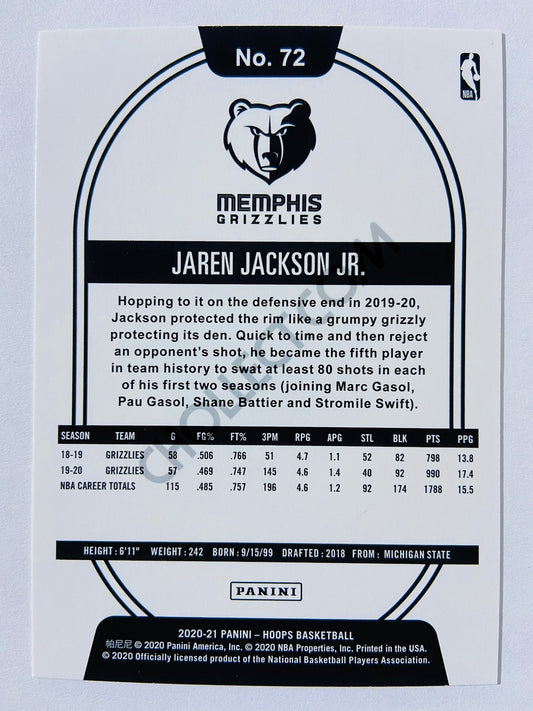 No. 72
NBA
MEMPHIS
GRIZZLIES
JAREN JACKSON JR.
Hopping to it on the defensive end in 2019-20,
Jackson protected the rim like a grumpy grizzly
protecting its den. Quick to time and then reject
an opponent's shot, he became the fifth player
in team history to swat at least 80 shots in each
of his first two seasons (joining Marc Gasol,
Pau Gasol, Shane Battier and Stromile Swift).
CHOLLECT.COM
SEASON TEAM G FG% FT% 3PM RPG APG STL BLK PTS PPG
18-19 GRIZZLIES 58 .506 .766 51 4.7 1.1 52 82 798 13.8
19-20 GRIZZLIES 57 .469 .747 145 4.6 1.4 40 92 990 17.4
NBA CAREER TOTALS 115 .485 .757 196 4.6 1.2 92 174 1788 15.5
HEIGHT: 6'11" WEIGHT: 242 BORN: 9/15/99 DRAFTED: 2018 FROM: MICHIGAN STATE
PANINI
2020-21 PANINI – HOOPS BASKETBALL
帕尼尼 © 2020 Panini America, Inc. © 2020 NBA Properties, Inc. Printed in the USA.
© 2020 Officially licensed product of the National Basketball Players Association.